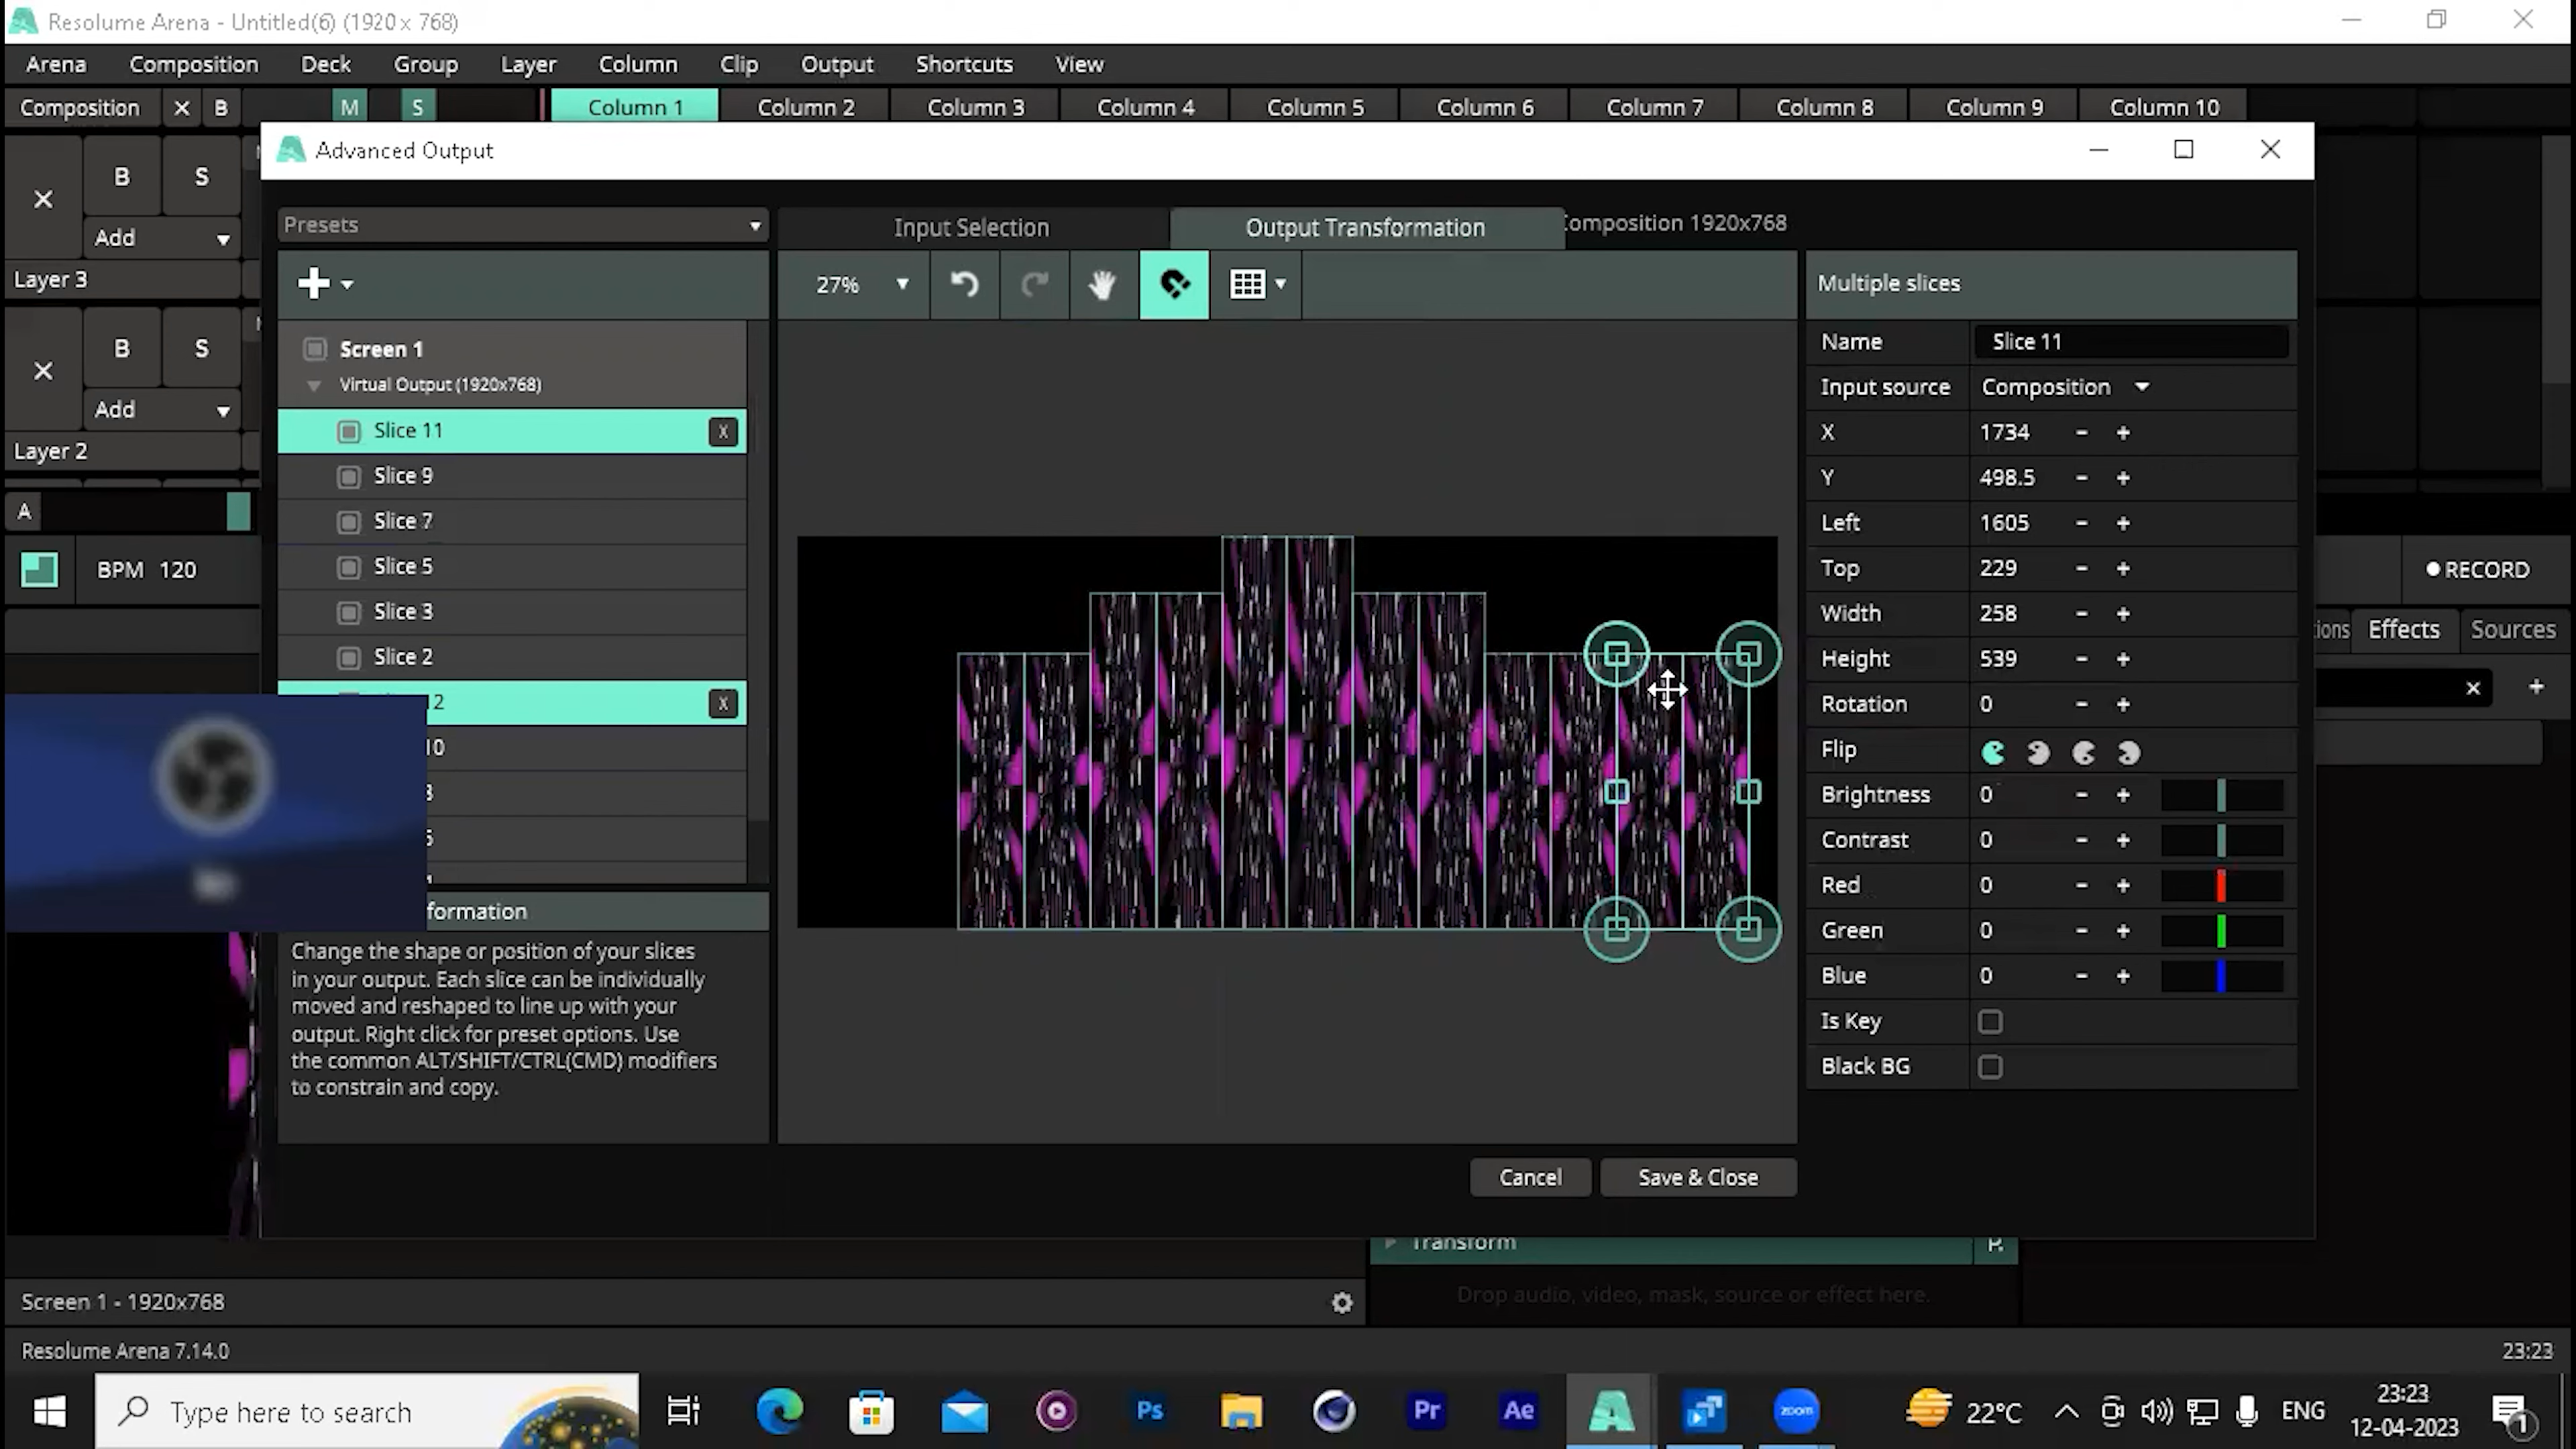 Resolume Arena - Untitled(6) (1920 x 768)
Arena Composition Deck Group Layer Column Clip Output Shortcuts View
Composition X B M S Column 1 Column 2 Column 3 Column 4 Column 5 Column 6 Column 7 Column 8 Column 9 Column 10
Advanced Output
X B S
Add
Layer 3
X B S
Add
Layer 2
A
BPM 120
RECORD
Effects Sources
Presets
Input Selection Output Transformation
omposition 1920x768
27%
Screen 1
Virtual Output (1920x768)
Slice 11 X
Slice 9
Slice 7
Slice 5
Slice 3
Slice 2
12 X
10
formation
Change the shape or position of your slices
in your output. Each slice can be individually
moved and reshaped to line up with your
output. Right click for preset options. Use
the common ALT/SHIFT/CTRL(CMD) modifiers
to constrain and copy.
Multiple slices
Name Slice 11
Input source Composition
X 1734 - +
Y 498.5 - +
Left 1605 - +
Top 229 - +
Width 258 - +
Height 539 - +
Rotation 0 - +
Flip
Brightness 0 - +
Contrast 0 - +
Red 0 - +
Green 0 - +
Blue 0 - +
Is Key
Black BG
Cancel Save & Close
Transform
Drop audio, video, mask, source or effect here.
Screen 1 - 1920x768
Resolume Arena 7.14.0
23:23
Type here to search
Ps Pr Ae zoom
22°C
ENG
23:23
12-04-2023
1